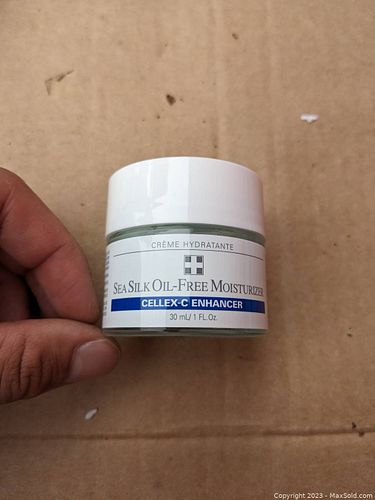 CRÈME HYDRATANTE
SEA SILK OIL-FREE MOISTURIZER
CELLEX-C ENHANCER
30 mL/ 1 FL.Oz.
Copyright 2023 - MaxSold.com